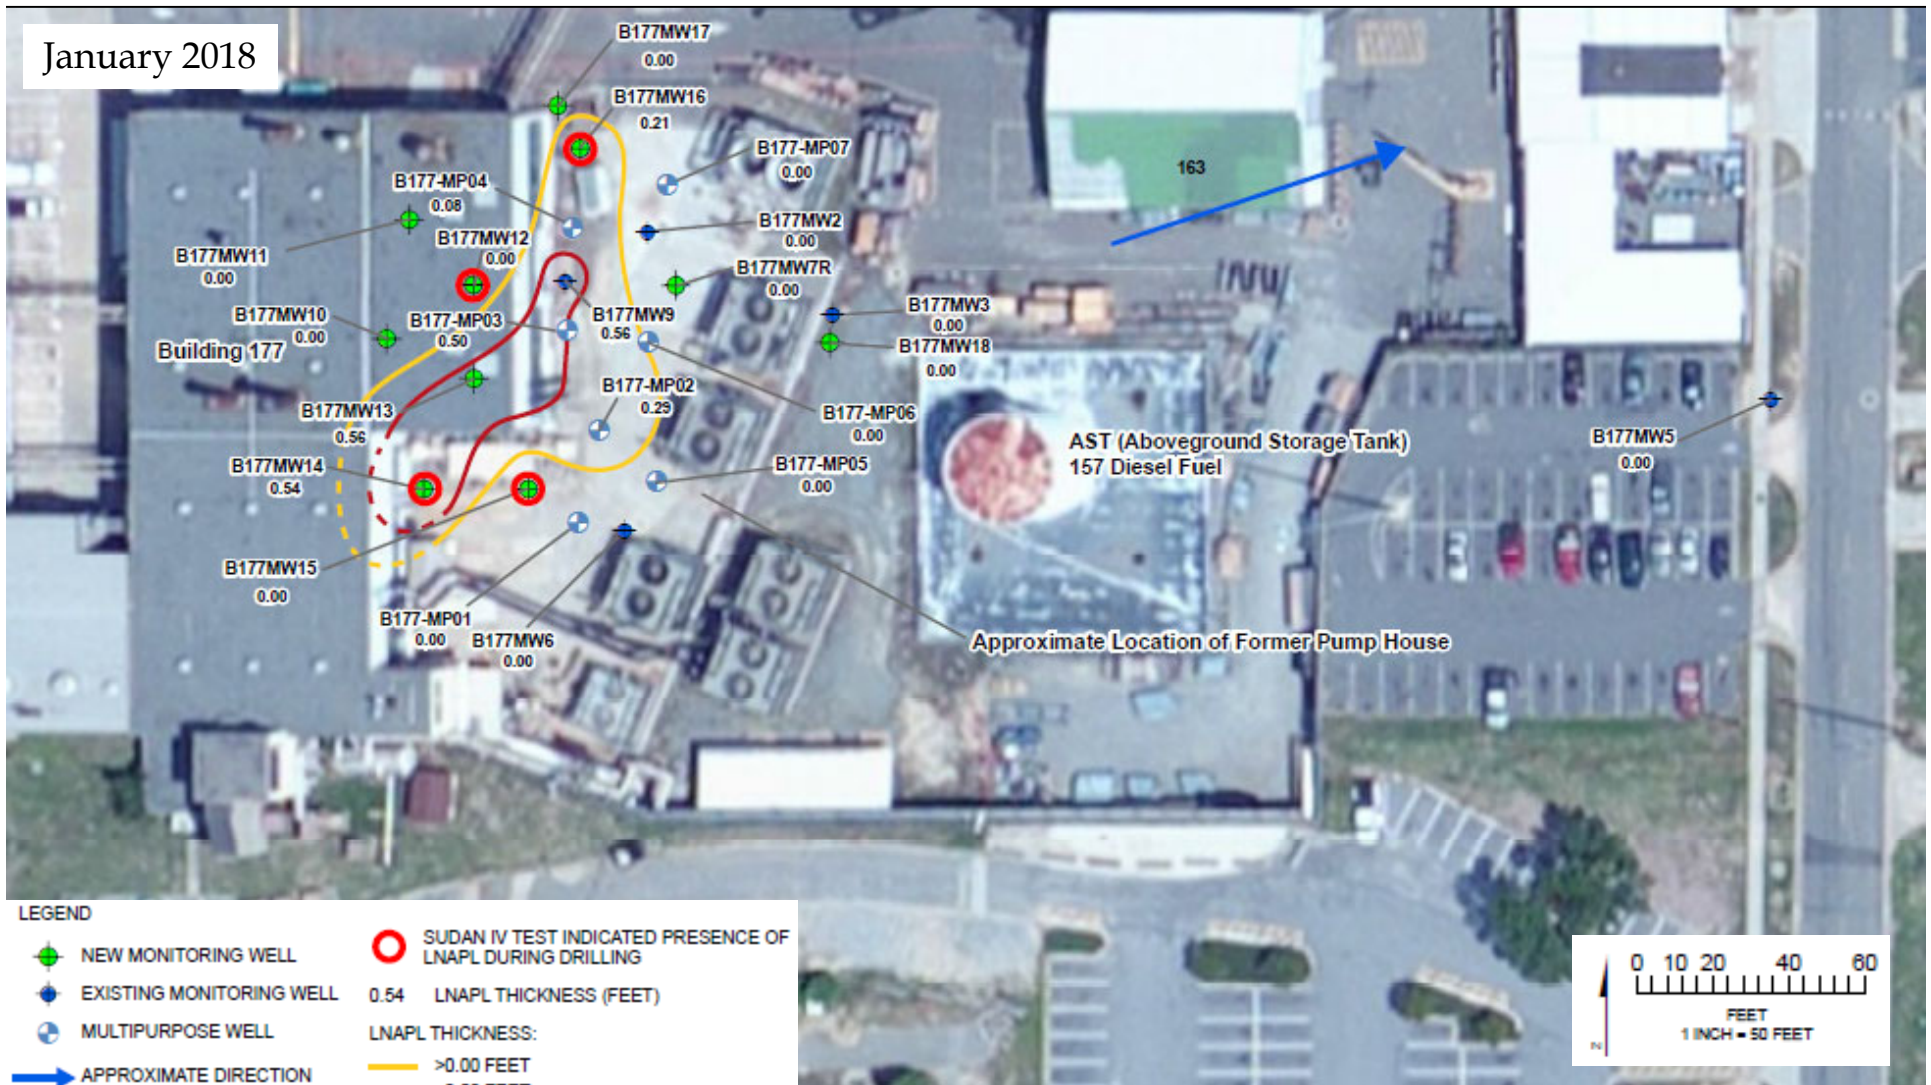 January 2018
B177MW17
0.00
B177MW16
0.21
B177-MP07
0.00
B177-MP04
0.08
B177MW2
0.00
B177MW12
0.00
B177MW11
0.00
B177MW7R
0.00
B177MW3
0.00
B177MW10
0.00
B177-MP03
0.50
B177MW9
0.56
B177MW18
0.00
Building 177
B177-MP02
0.29
B177MW13
0.56
B177-MP06
0.00
163
AST (Aboveground Storage Tank)
157 Diesel Fuel
B177MW5
0.00
B177MW14
0.54
B177-MP05
0.00
B177MW15
0.00
B177-MP01
0.00
B177MW6
0.00
Approximate Location of Former Pump House
LEGEND
NEW MONITORING WELL
EXISTING MONITORING WELL
MULTIPURPOSE WELL
APPROXIMATE DIRECTION
SUDAN IV TEST INDICATED PRESENCE OF
LNAPL DURING DRILLING
0.54 LNAPL THICKNESS (FEET)
LNAPL THICKNESS:
>0.00 FEET
0 10 20 40 60
FEET
1 INCH = 50 FEET
N